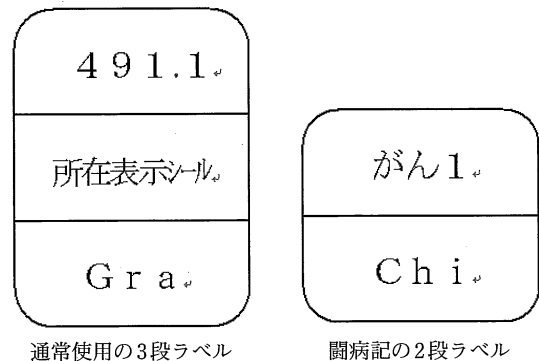 ４９１.１
所在表示シール
Ｇｒａ
通常使用の3段ラベル
がん１
Ｃｈｉ
闘病記の2段ラベル